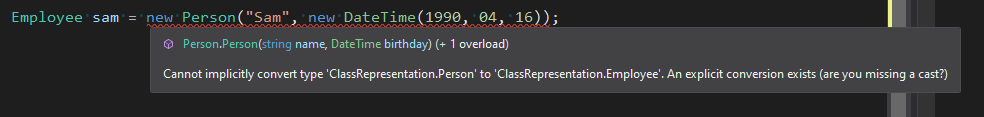 Employee sam = new Person("Sam", new DateTime(1990, 04, 16));
Person.Person(string name, DateTime birthday) (+ 1 overload)
Cannot implicitly convert type 'ClassRepresentation.Person' to 'ClassRepresentation.Employee'. An explicit conversion exists (are you missing a cast?)